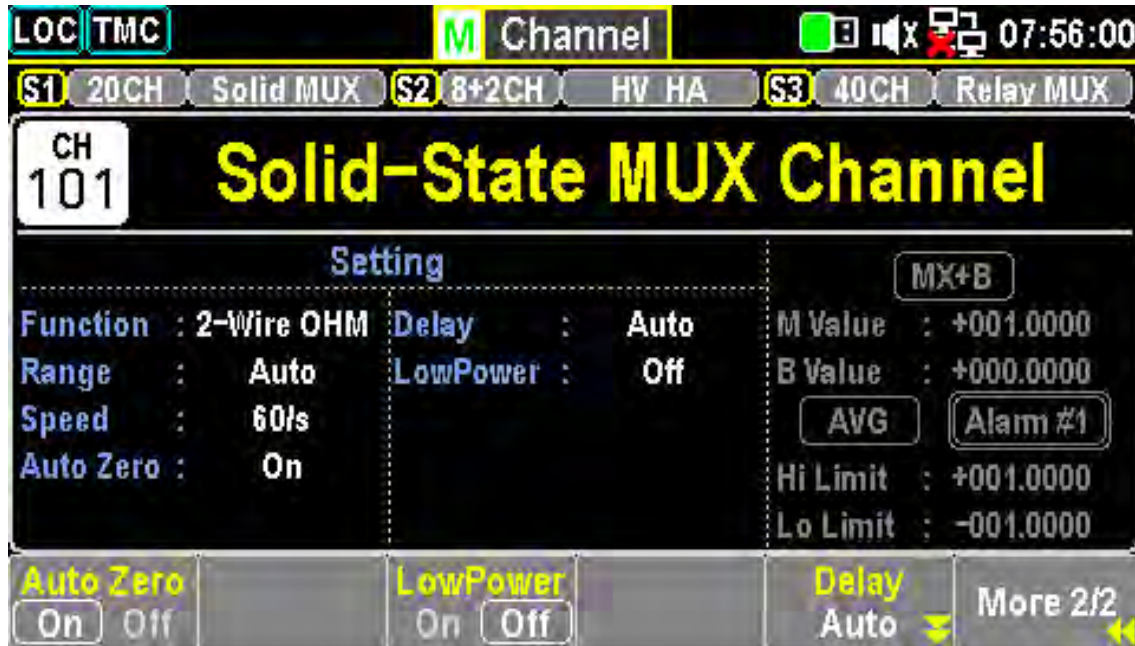 LOC TMC M Channel 07:56:00
S1 20CH Solid MUX S2 8+2CH HV HA S3 40CH Relay MUX
CH
101
Solid-State MUX Channel
Setting
Function : 2-Wire OHM
Range : Auto
Speed : 60/s
Auto Zero : On
Delay : Auto
LowPower : Off
MX+B
M Value : +001.0000
B Value : +000.0000
AVG Alarm #1
Hi Limit : +001.0000
Lo Limit : -001.0000
Auto Zero
On Off
LowPower
On Off
Delay
Auto
More 2/2